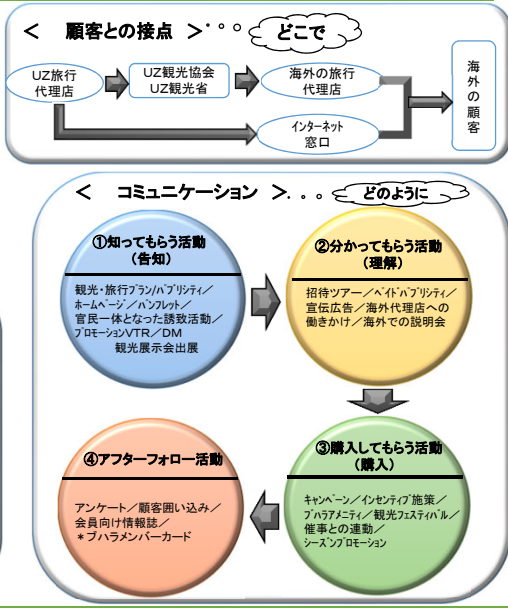 < 顧客との接点 >・° ° どこで
UZ旅行
代理店
UZ観光協会
UZ観光省
海外の旅行
代理店
インターネット
窓口
海外の顧客
< コミュニケーション >. 。。 どのように
①知ってもらう活動
(告知)
観光・旅行プラン/パブリシティ/
ホームページ/パンフレット/
官民一体となった誘致活動/
プロモーションVTR/DM
観光展示会出展
②分かってもらう活動
(理解)
招待ツアー/ペイドパブリシティ/
宣伝広告/海外代理店への
働きかけ/海外での説明会
③購入してもらう活動
(購入)
キャンペーン/インセンティブ施策/
ブハラアメニティ/観光フェスティバル/
催事との連動/
シーズンプロモーション
④アフターフォロー活動
アンケート/顧客囲い込み/
会員向け情報誌/
*ブハラメンバーカード